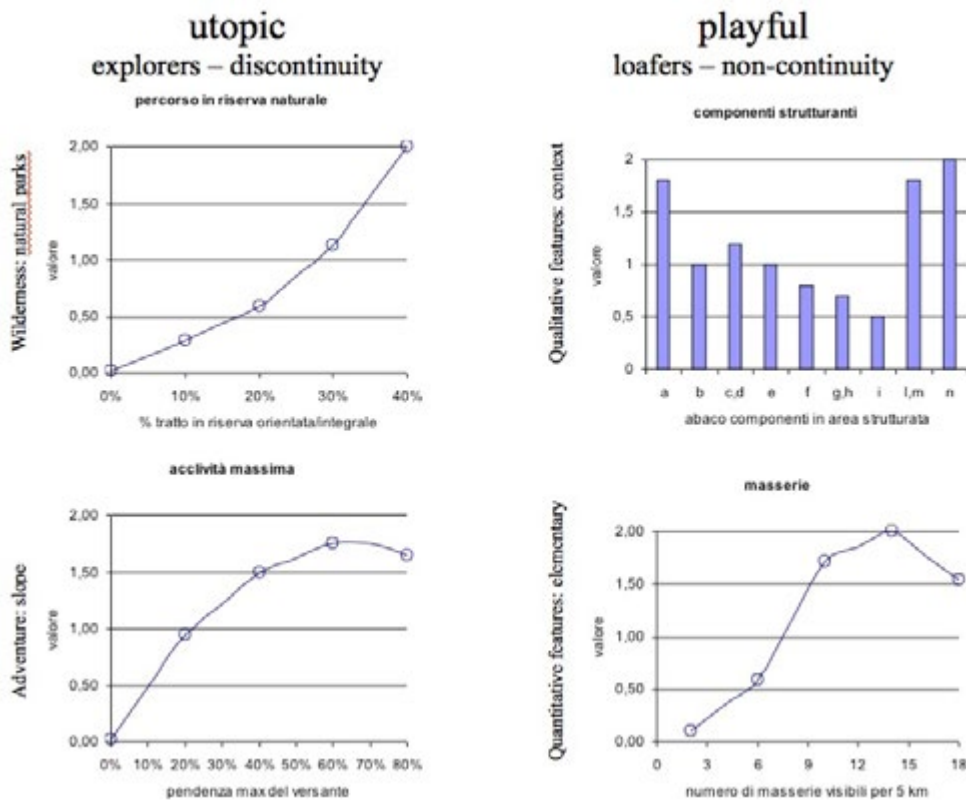 utopic
explorers – discontinuity
percorso in riserva naturale
Wilderness: natural parks
valore
2,00
1,50
1,00
0,50
0,00
0% 10% 20% 30% 40%
% tratto in riserva orientata/integrale
acclività massima
Adventure: slope
valore
2,00
1,50
1,00
0,50
0,00
0% 10% 20% 30% 40% 50% 60% 70% 80%
pendenza max del versante
playful
loafers – non-continuity
componenti strutturanti
Qualitative features: context
valore
2
1,5
1
0,5
0
a b c,d e f g,h i l,m n
abaco componenti in area strutturata
masserie
Quantitative features: elementary
valore
2,00
1,50
1,00
0,50
0,00
0 3 6 9 12 15 18
numero di masserie visibili per 5 km